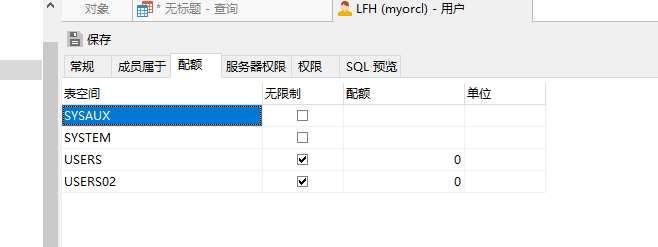 对象 * 无标题 - 查询 LFH (myorcl) - 用户
保存
常规 成员属于 配额 服务器权限 权限 SQL 预览
表空间 无限制 配额 单位
SYSAUX
SYSTEM
USERS 0
USERS02 0